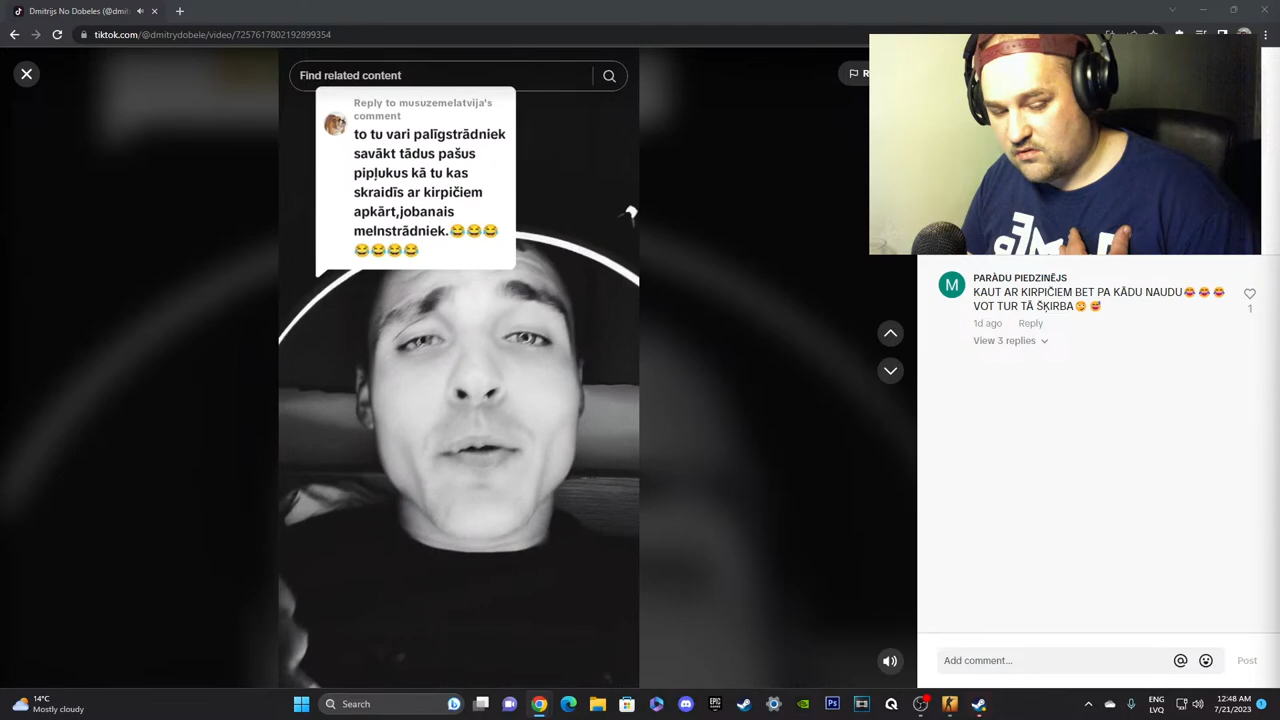 Dmitrijs No Dobeles (@dmit
tiktok.com/@dmitrydobele/video/7257617802192899354
Find related content
R
Reply to musuzemelatvija's
comment
to tu vari palīgstrādniek
savākt tādus pašus
pipļukus kā tu kas
skraidīs ar kirpičiem
apkārt,jobanais
melnstrādniek.😂😂😂
😂😂😂😂
M
PARĀDU PIEDZINĒJS
KAUT AR KIRPIČIEM BET PA KĀDU NAUDU😂😂😂
VOT TUR TĀ ŠĶIRBA😳😅
1
1d ago Reply
View 3 replies
Add comment...
Post
14°C
Mostly cloudy
Search
ENG
LVQ
12:48 AM
7/21/2023